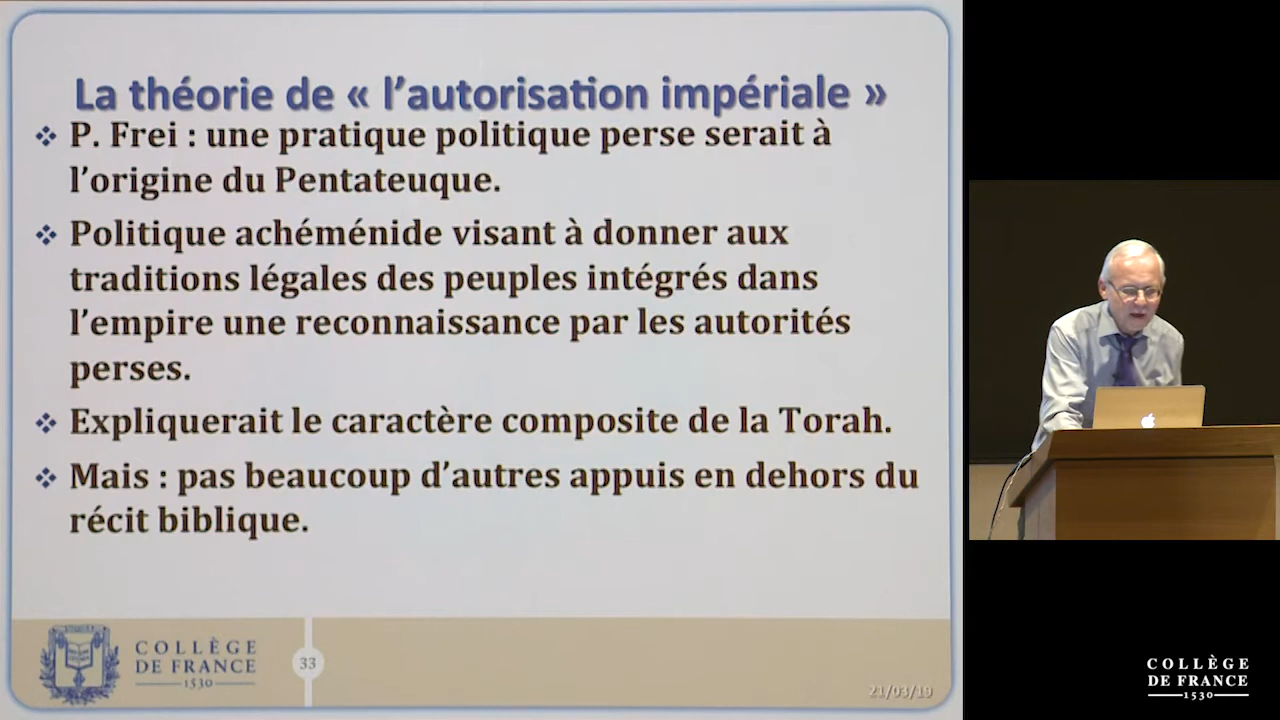 La théorie de « l’autorisation impériale »
P. Frei : une pratique politique perse serait à
l’origine du Pentateuque.
Politique achéménide visant à donner aux
traditions légales des peuples intégrés dans
l’empire une reconnaissance par les autorités
perses.
Expliquerait le caractère composite de la Torah.
Mais : pas beaucoup d’autres appuis en dehors du
récit biblique.
COLLÈGE
DE FRANCE
1530
33
21/03/19
COLLÈGE
DE FRANCE
1530